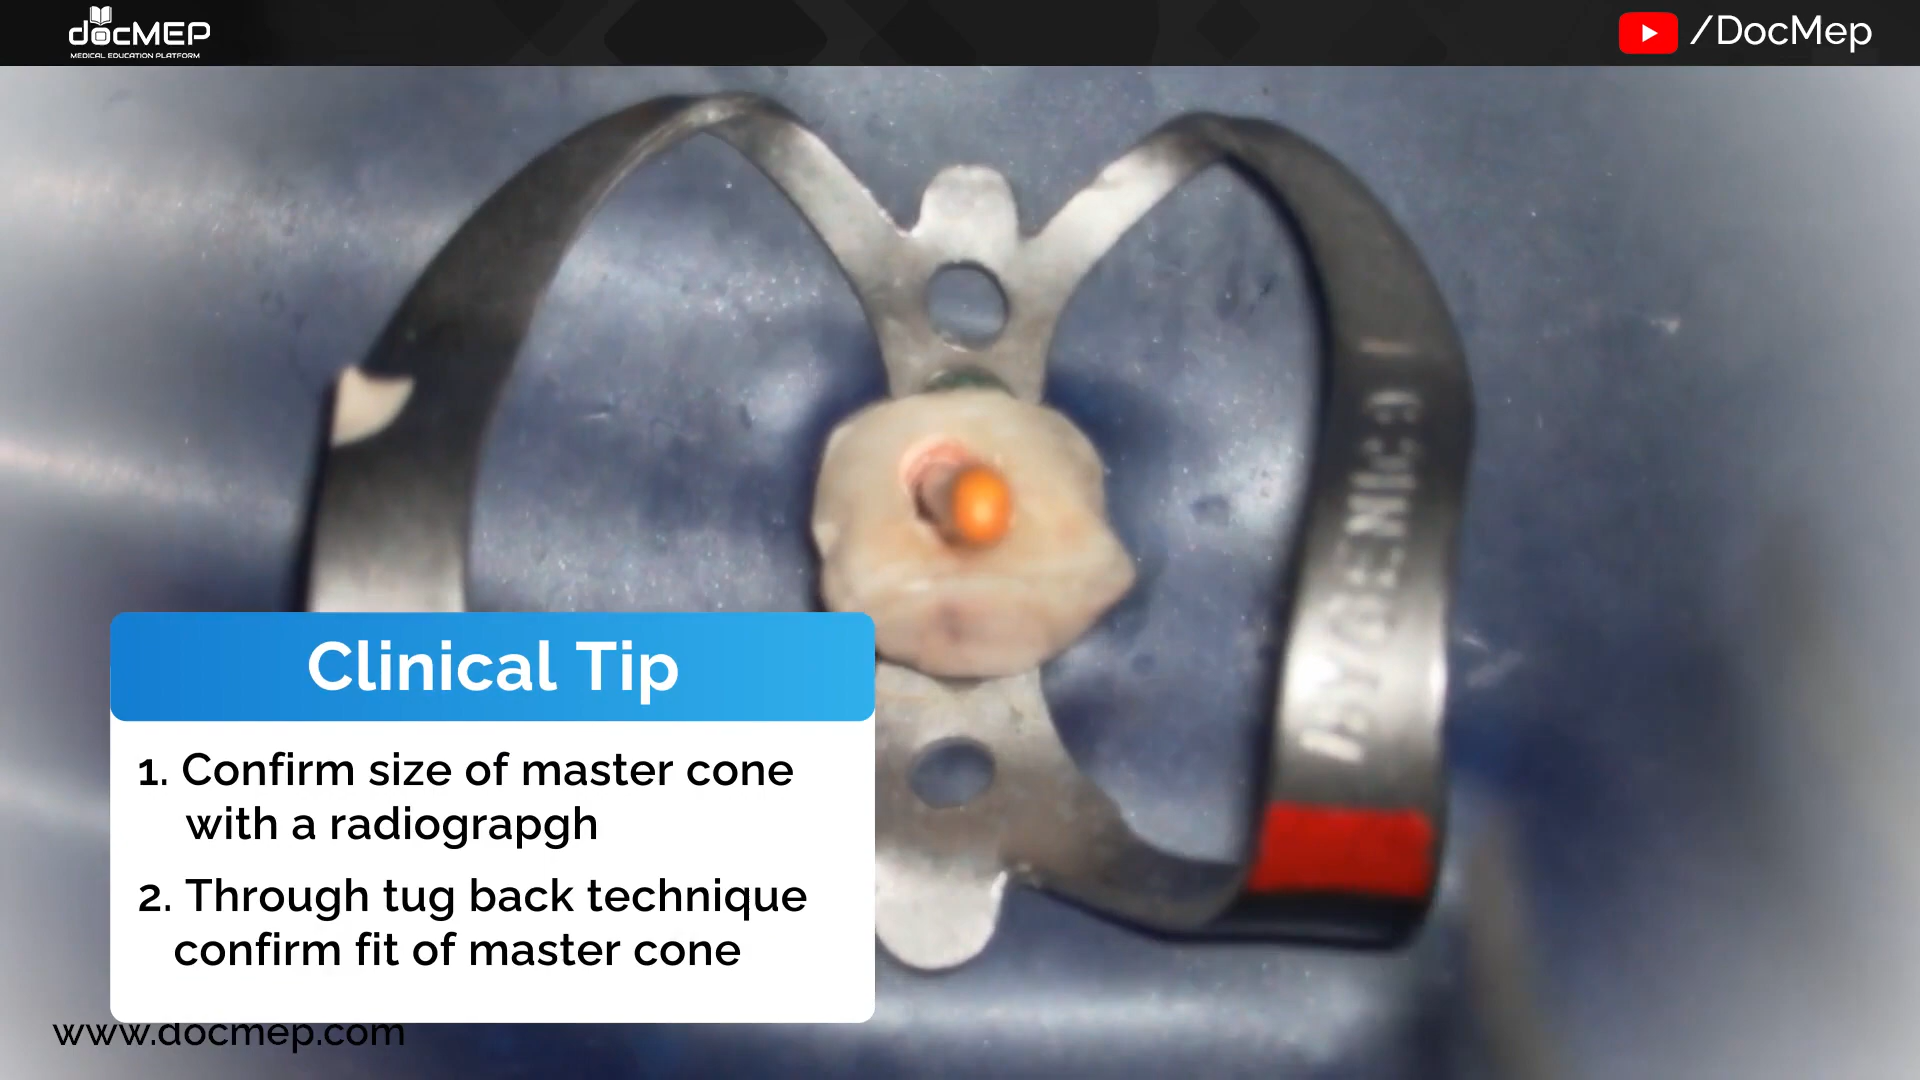 docMEP
MEDICAL EDUCATION PLATFORM
/DocMep
HYGENIC
Clinical Tip
1. Confirm size of master cone
with a radiograpgh
2. Through tug back technique
confirm fit of master cone
www.docmep.com